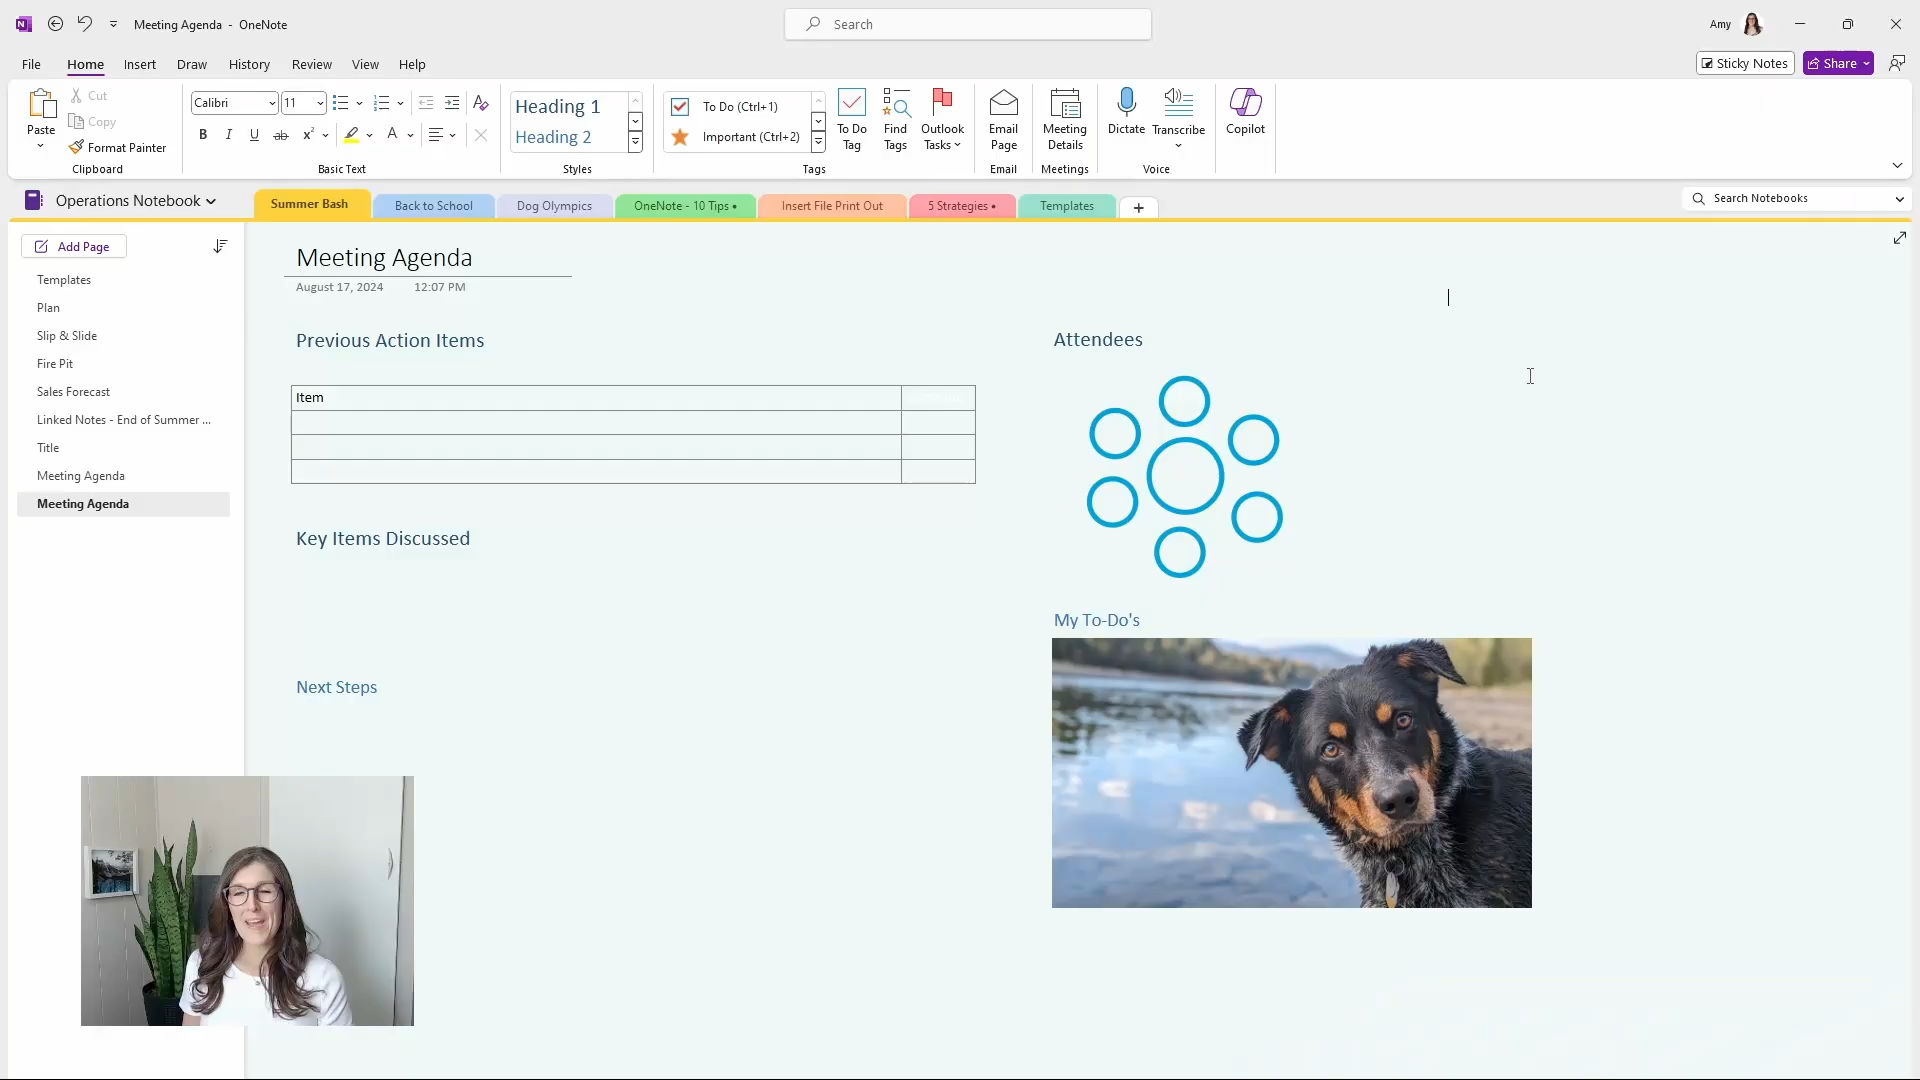 Meeting Agenda - OneNote
Search
Amy
File
Home
Insert
Draw
History
Review
View
Help
Sticky Notes
Share
Paste
Cut
Copy
Format Painter
Clipboard
Calibri
11
Basic Text
Heading 1
Heading 2
Styles
To Do (Ctrl+1)
Important (Ctrl+2)
To Do
Tag
Find
Tags
Outlook
Tasks
Tags
Email
Page
Email
Meeting
Details
Meetings
Dictate
Transcribe
Voice
Copilot
Operations Notebook
Summer Bash
Back to School
Dog Olympics
OneNote - 10 Tips •
Insert File Print Out
5 Strategies •
Templates
+
Search Notebooks
Add Page
Templates
Plan
Slip & Slide
Fire Pit
Sales Forecast
Linked Notes - End of Summer ...
Title
Meeting Agenda
Meeting Agenda
Meeting Agenda
August 17, 2024 12:07 PM
Previous Action Items
Item
Key Items Discussed
Next Steps
Attendees
My To-Do's